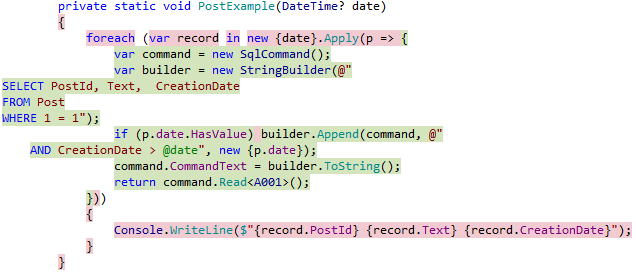 private static void PostExample(DateTime? date)
{
foreach (var record in new {date}.Apply(p => {
var command = new SqlCommand();
var builder = new StringBuilder(@"
SELECT PostId, Text,  CreationDate
FROM Post
WHERE 1 = 1");
if (p.date.HasValue) builder.Append(command, @"
AND CreationDate > @date", new {p.date});
command.CommandText = builder.ToString();
return command.Read<A001>();
}))
{
Console.WriteLine($"{record.PostId} {record.Text} {record.CreationDate}");
}
}